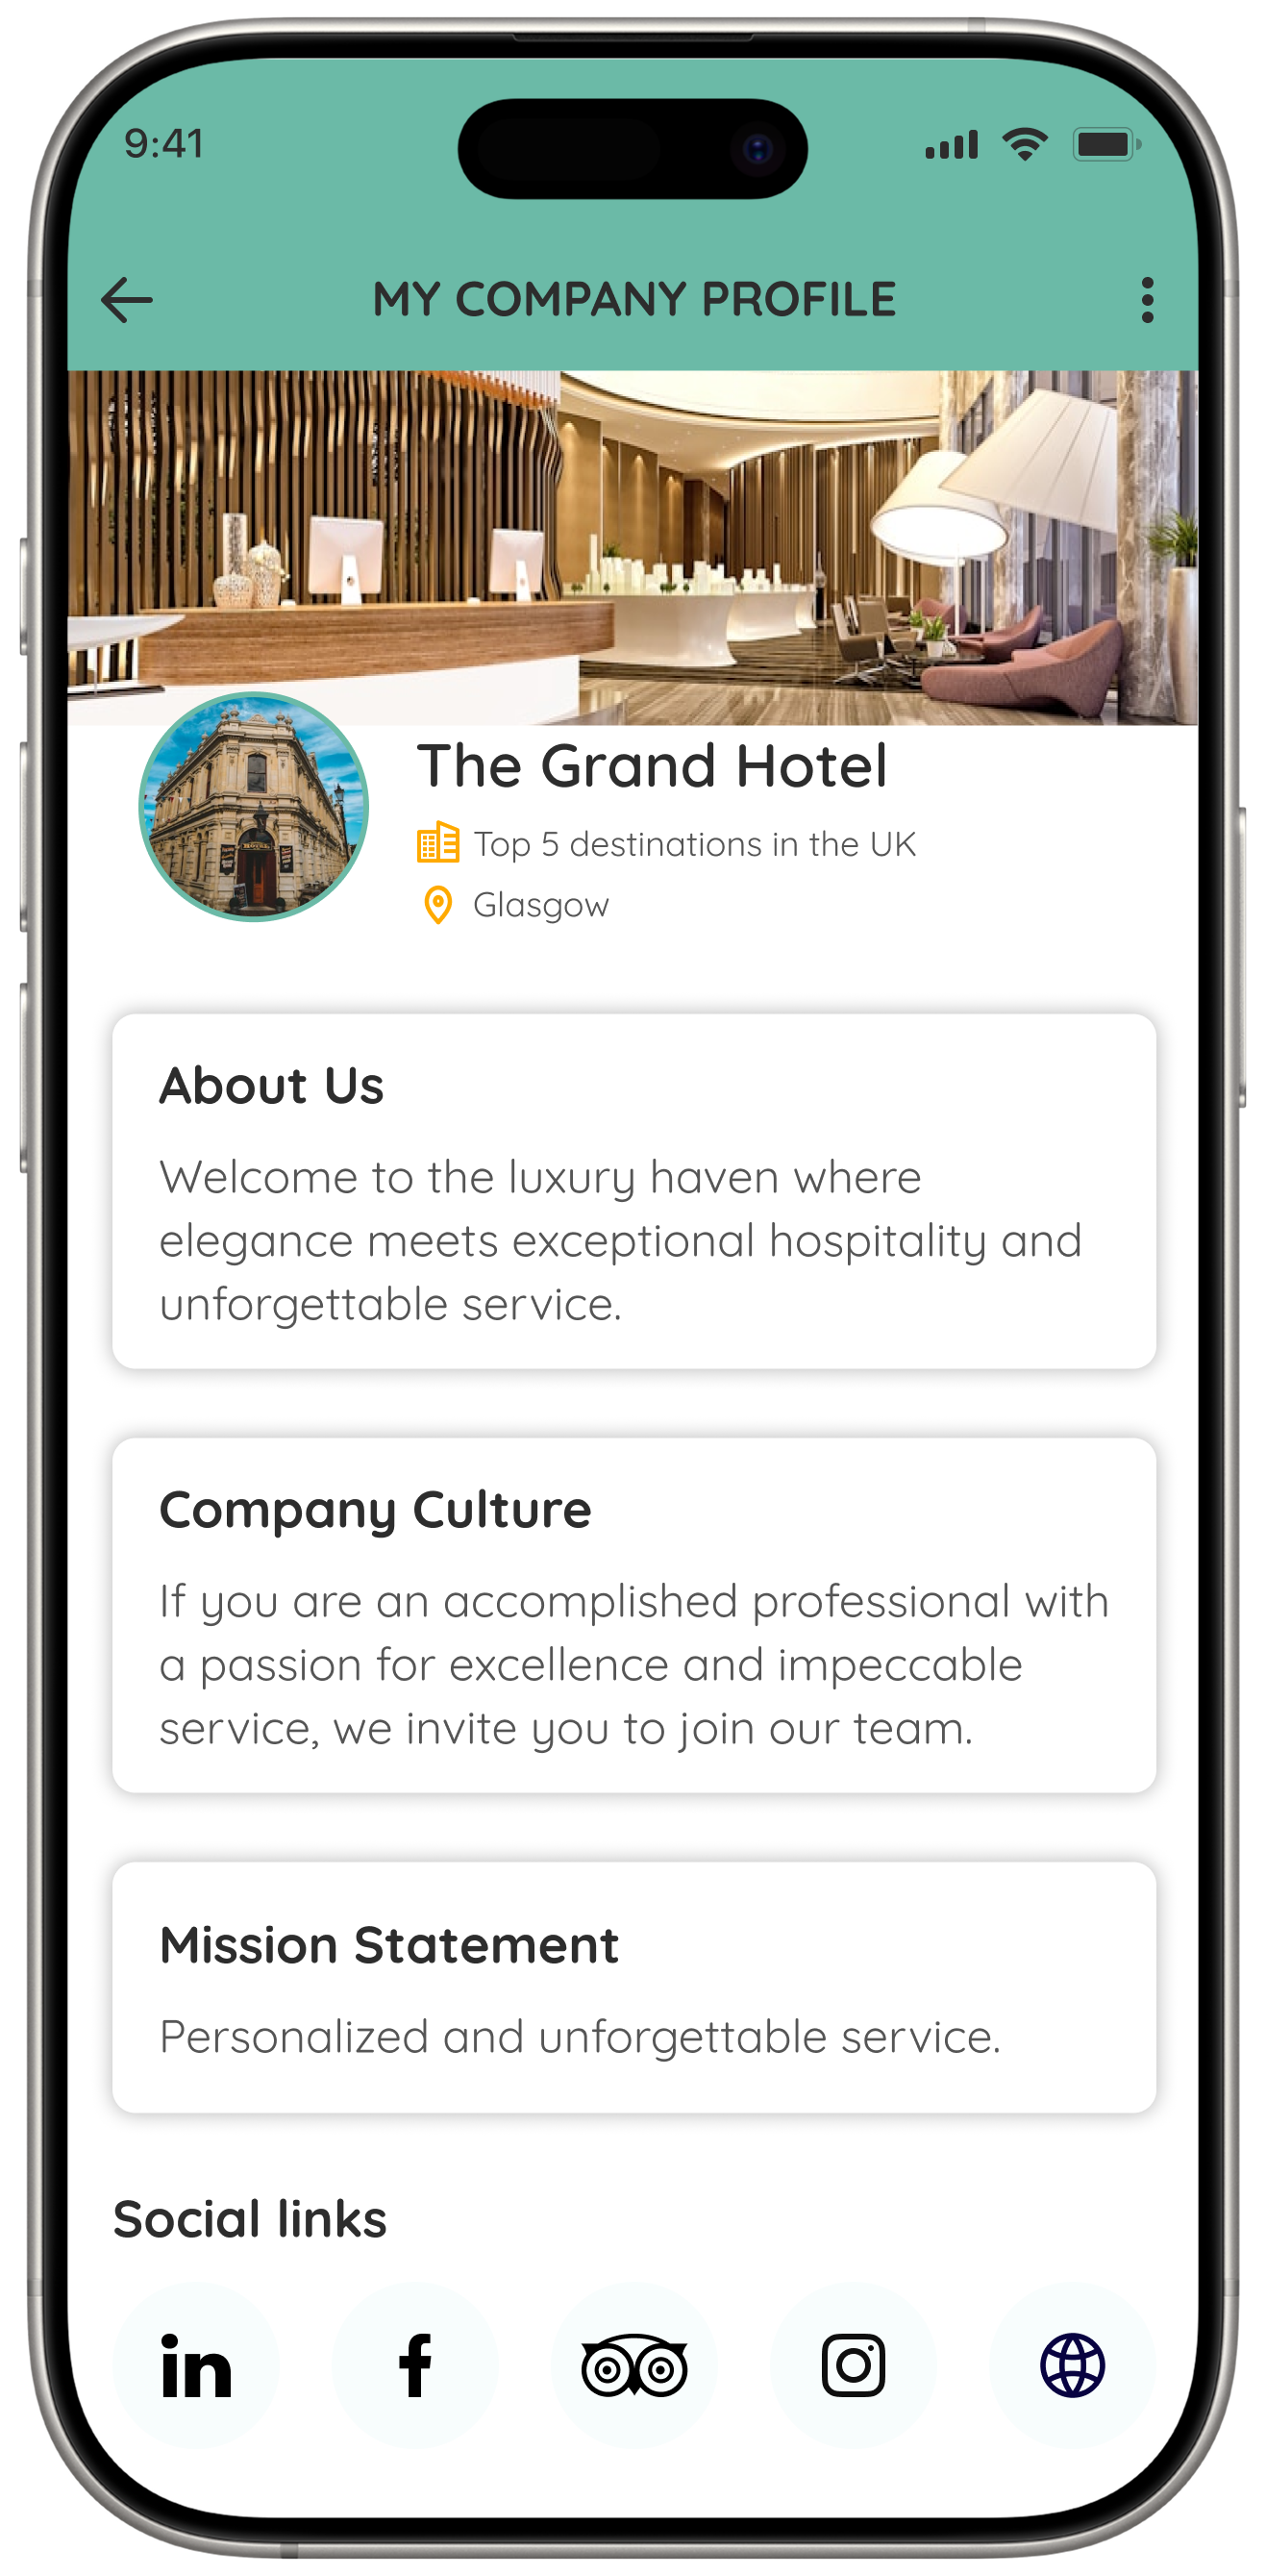 9:41
MY COMPANY PROFILE
The Grand Hotel
Top 5 destinations in the UK
Glasgow
About Us
Welcome to the luxury haven where
elegance meets exceptional hospitality and
unforgettable service.
Company Culture
If you are an accomplished professional with
a passion for excellence and impeccable
service, we invite you to join our team.
Mission Statement
Personalized and unforgettable service.
Social links
in
f